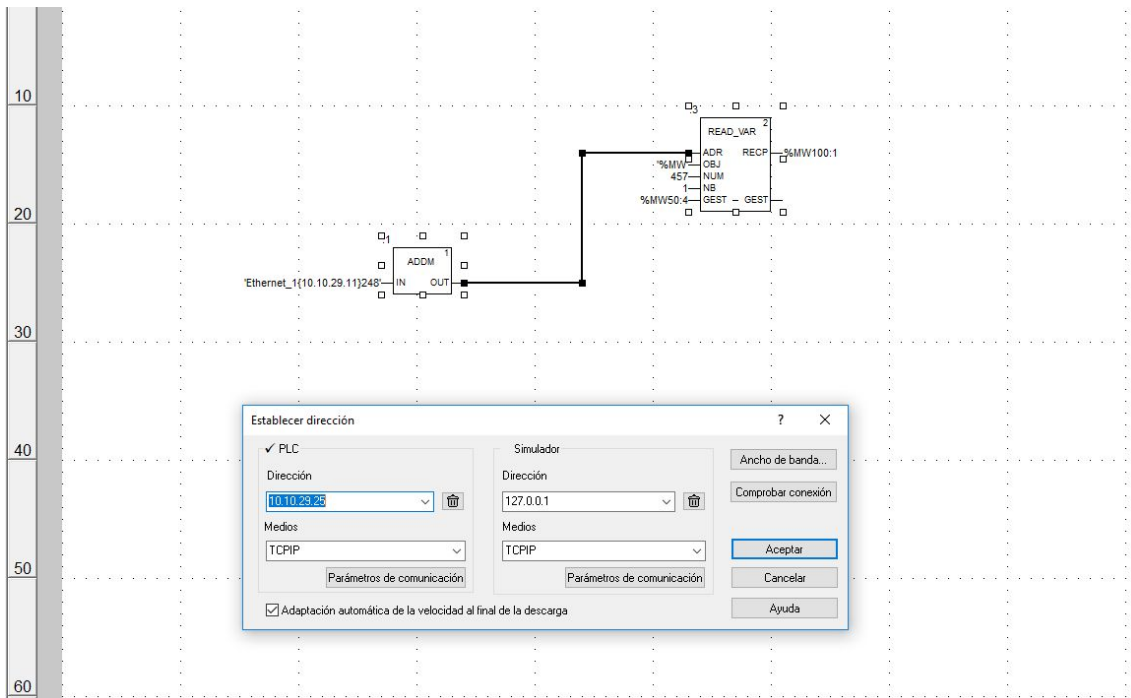 10
.3
2
READ_VAR
ADR RECP %MW100:1
'%MW OBJ
457 NUM
1 NB
%MW50:4 GEST – GEST
20
.1
1
ADDM
'Ethernet_1{10.10.29.11}248' IN OUT
30
Establecer dirección ? X
✓ PLC Simulador
Ancho de banda...
Dirección Dirección
10.10.29.25 127.0.0.1 Comprobar conexión
Medios Medios
TCPIP TCPIP Aceptar
Parámetros de comunicación Parámetros de comunicación Cancelar
Adaptación automática de la velocidad al final de la descarga Ayuda
40
50
60